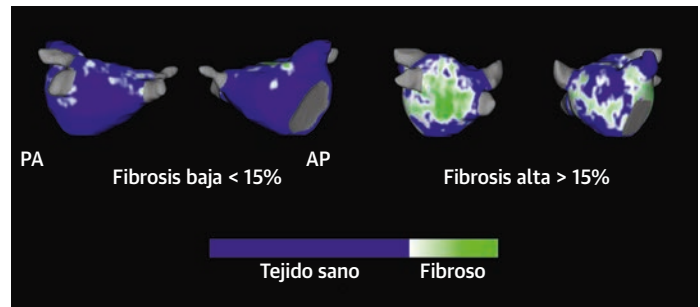 PA
AP
Fibrosis baja < 15%
Fibrosis alta > 15%
Tejido sano
Fibroso